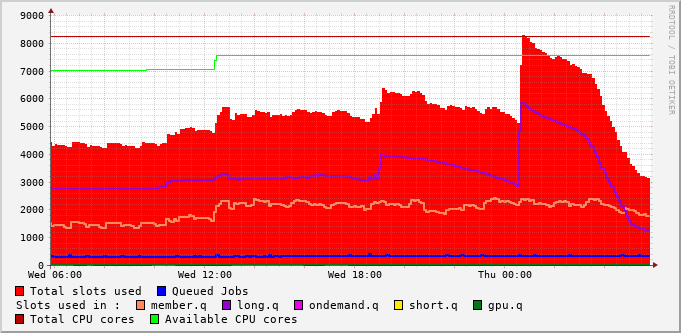 RRDTOOL / TOBI OETIKER
9000
8000
7000
6000
5000
4000
3000
2000
1000
0
Wed 06:00 Wed 12:00 Wed 18:00 Thu 00:00
Total slots used Queued Jobs
Slots used in : member.q long.q ondemand.q short.q gpu.q
Total CPU cores Available CPU cores